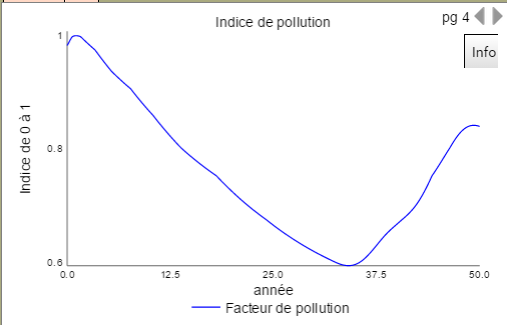 Indice de pollution
pg 4
Info
Indice de 0 à 1
1
0.8
0.6
0.0 12.5 25.0 37.5 50.0
année
Facteur de pollution